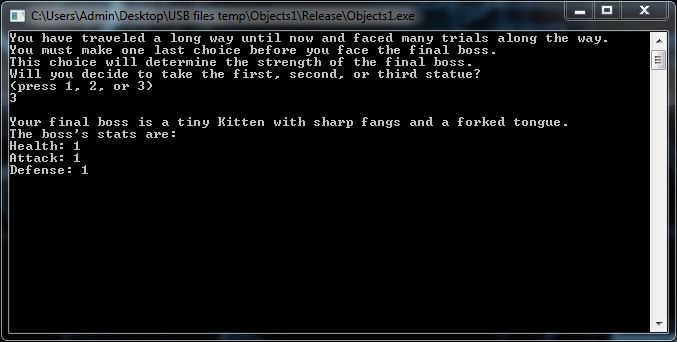 C:\Users\Admin\Desktop\USB files temp\Objects1\Release\Objects1.exe
You have traveled a long way until now and faced many trials along the way.
You must make one last choice before you face the final boss.
This choice will determine the strength of the final boss.
Will you decide to take the first, second, or third statue?
(press 1, 2, or 3)
3
Your final boss is a tiny Kitten with sharp fangs and a forked tongue.
The boss's stats are:
Health: 1
Attack: 1
Defense: 1